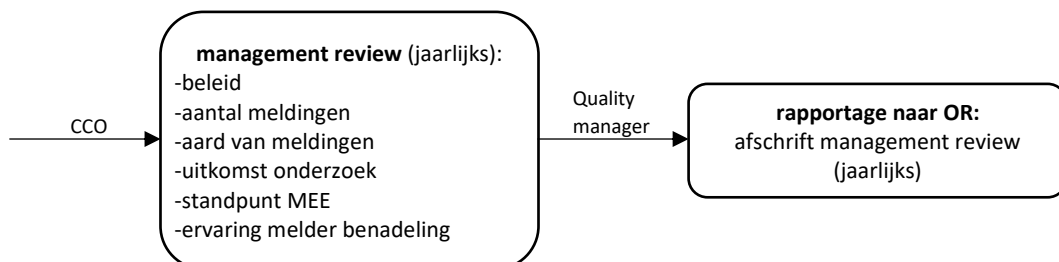 CCO
management review (jaarlijks):
-beleid
-aantal meldingen
-aard van meldingen
-uitkomst onderzoek
-standpunt MEE
-ervaring melder benadeling
Quality
manager
rapportage naar OR:
afschrift management review
(jaarlijks)